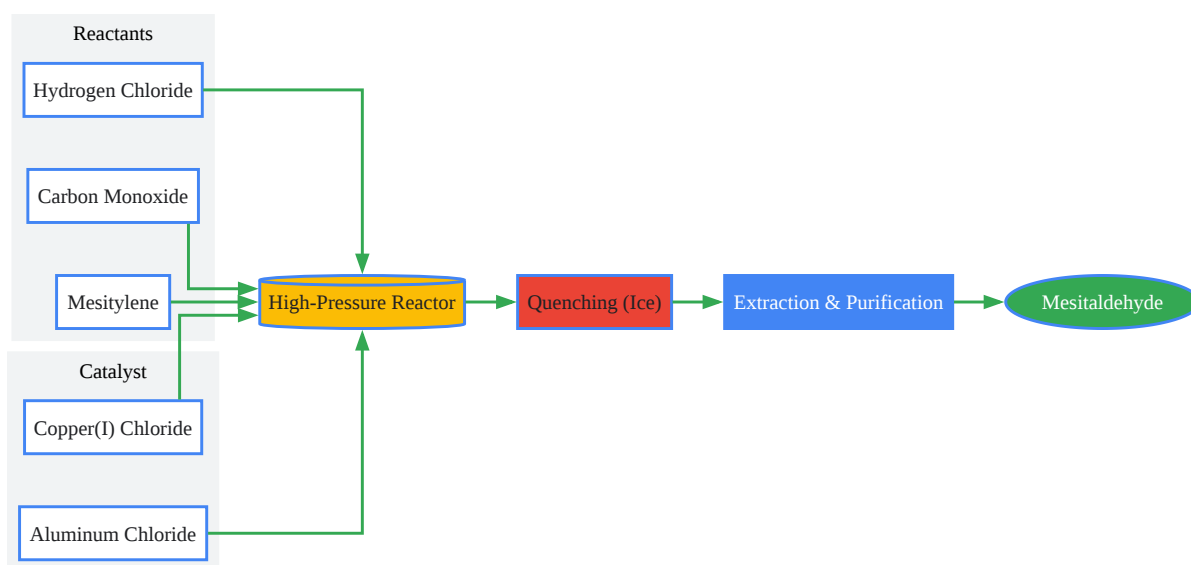 Reactants
Hydrogen Chloride
Carbon Monoxide
Mesitylene
High-Pressure Reactor
Quenching (Ice)
Extraction & Purification
Mesitaldehyde
Catalyst
Copper(I) Chloride
Aluminum Chloride